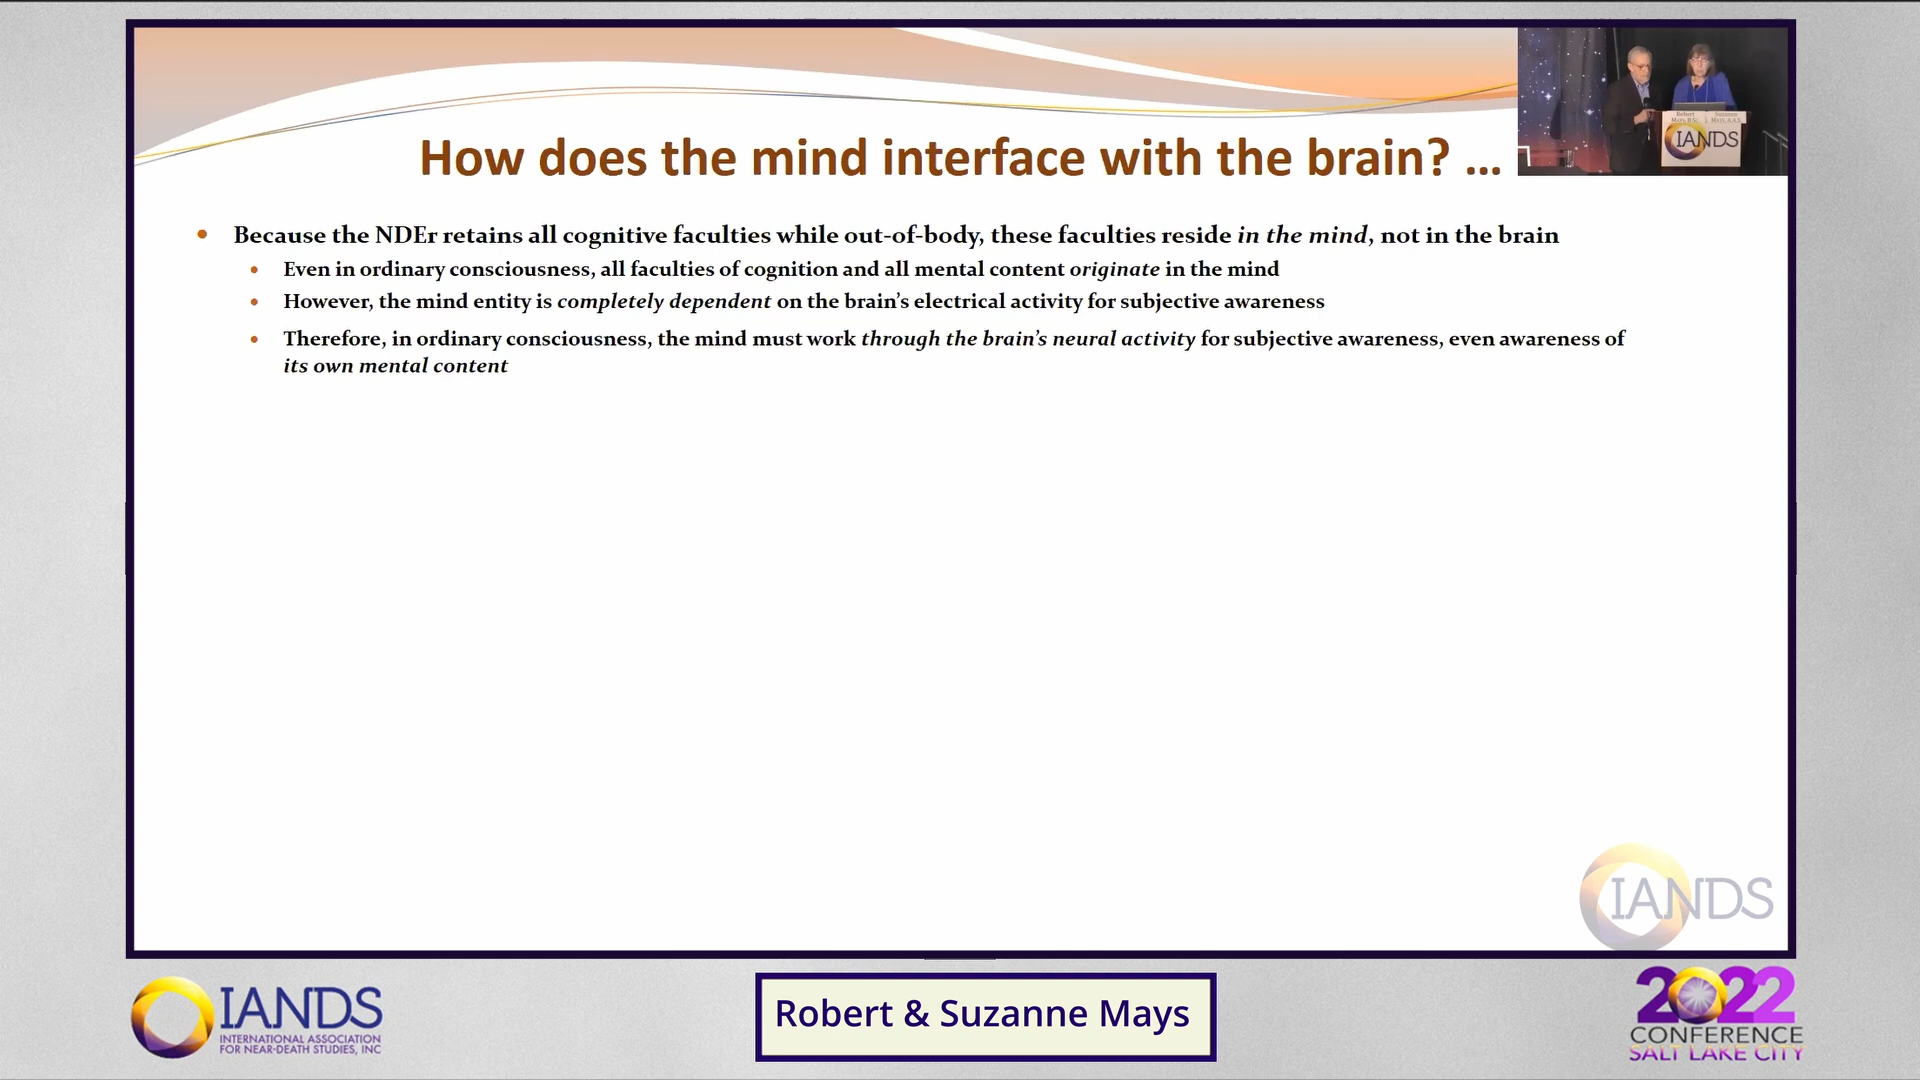 How does the mind interface with the brain? ...
• Because the NDEr retains all cognitive faculties while out-of-body, these faculties reside in the mind, not in the brain
• Even in ordinary consciousness, all faculties of cognition and all mental content originate in the mind
• However, the mind entity is completely dependent on the brain's electrical activity for subjective awareness
• Therefore, in ordinary consciousness, the mind must work through the brain's neural activity for subjective awareness, even awareness of
its own mental content
Robert
Suzanne
IANDS
IANDS
IANDS
INTERNATIONAL ASSOCIATION
FOR NEAR-DEATH STUDIES, INC
Robert & Suzanne Mays
2022
CONFERENCE
SALT LAKE CITY